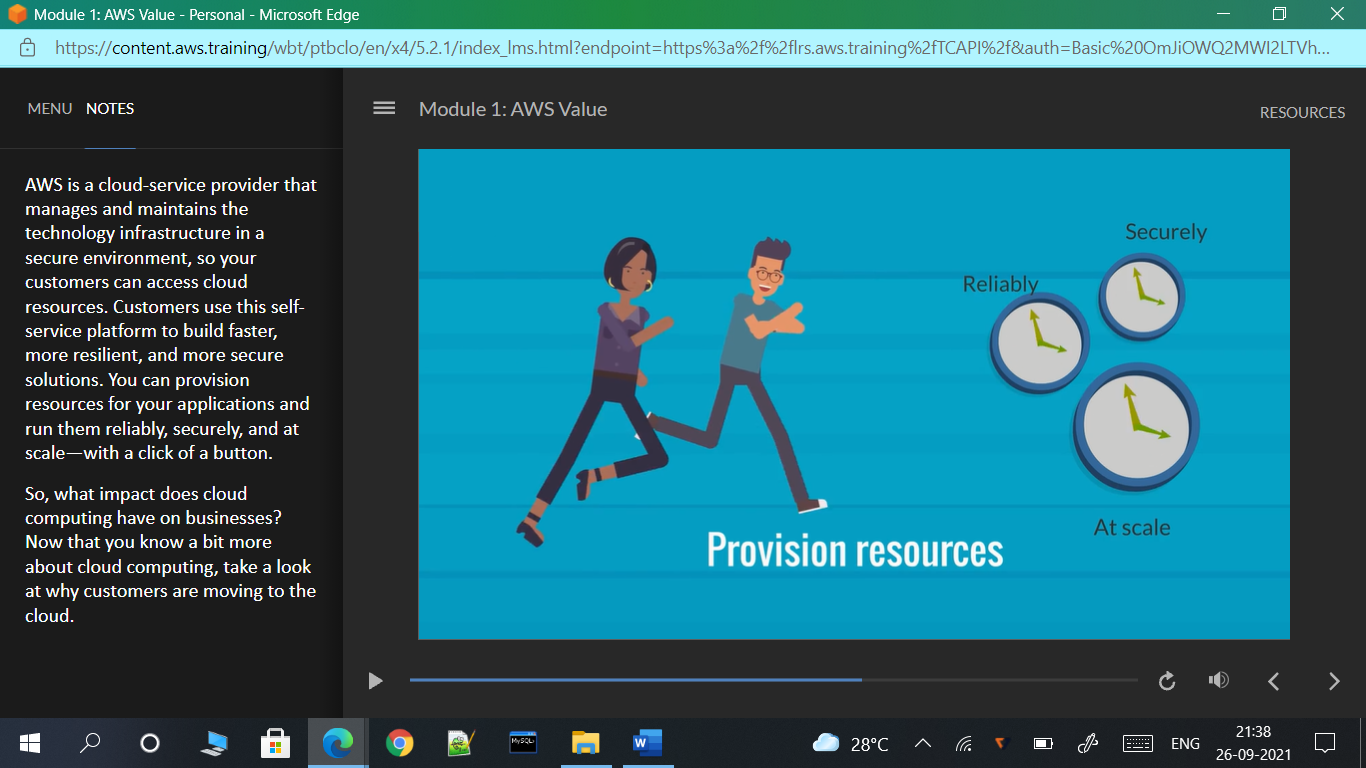 Module 1: AWS Value - Personal - Microsoft Edge
https://content.aws.training/wbt/ptbclo/en/x4/5.2.1/index_lms.html?endpoint=https%3a%2f%2flrs.aws.training%2fTCAPI%2f&auth=Basic%20OmJiOWQ2MWI2LTVh...
MENU NOTES
Module 1: AWS Value
RESOURCES
AWS is a cloud-service provider that
manages and maintains the
technology infrastructure in a
secure environment, so your
customers can access cloud
resources. Customers use this self-
service platform to build faster,
more resilient, and more secure
solutions. You can provision
resources for your applications and
run them reliably, securely, and at
scale—with a click of a button.
So, what impact does cloud
computing have on businesses?
Now that you know a bit more
about cloud computing, take a look
at why customers are moving to the
cloud.
Securely
Reliably
At scale
Provision resources
MySQL
W
28°C
ENG
21:38
26-09-2021